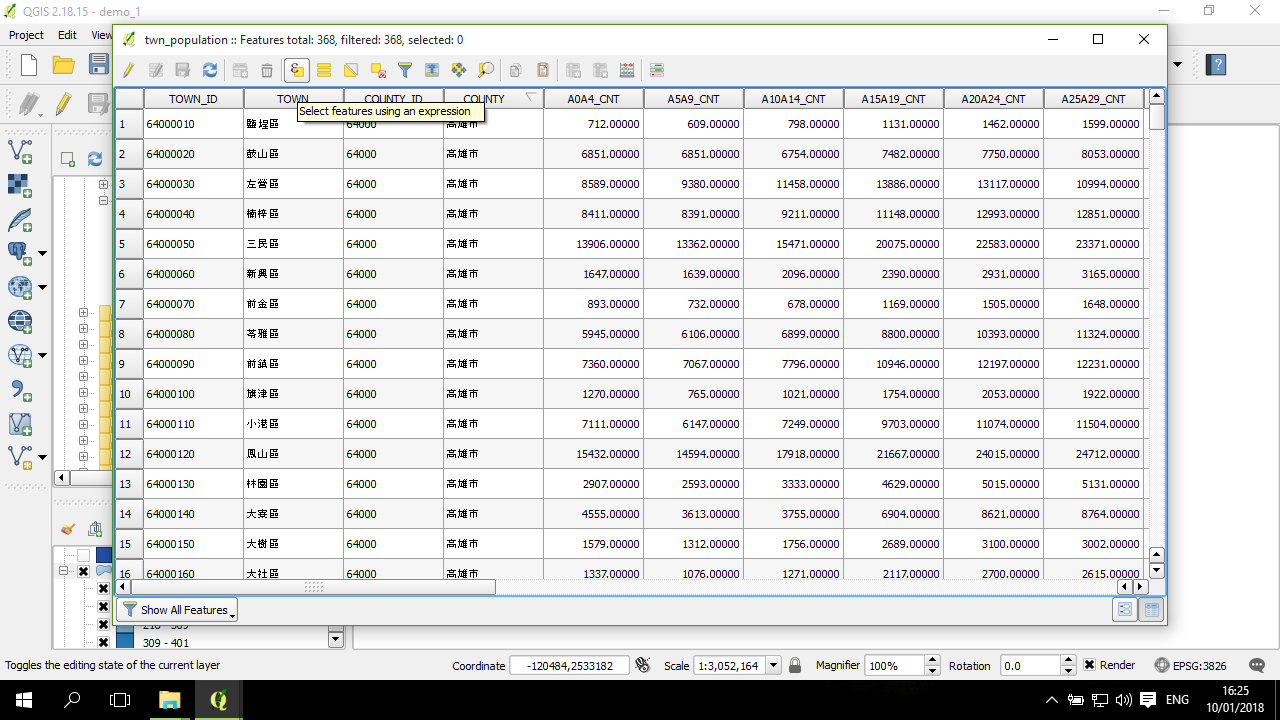 QGIS 2.18.15 - demo_1
Project Edit View
twn_population :: Features total: 368, filtered: 368, selected: 0
TOWN_ID TOWN COUNTY_ID COUNTY A0A4_CNT A5A9_CNT A10A14_CNT A15A19_CNT A20A24_CNT A25A29_CNT
Select features using an expression
1 64000010 鹽埕區 64000 高雄市 712.00000 609.00000 798.00000 1131.00000 1462.00000 1599.00000
2 64000020 鼓山區 64000 高雄市 6851.00000 6851.00000 6754.00000 7482.00000 7750.00000 8053.00000
3 64000030 左營區 64000 高雄市 8589.00000 9380.00000 11458.00000 13886.00000 13117.00000 10994.00000
4 64000040 楠梓區 64000 高雄市 8411.00000 8391.00000 9211.00000 11148.00000 12993.00000 12851.00000
5 64000050 三民區 64000 高雄市 13906.00000 13362.00000 15471.00000 20075.00000 22583.00000 23371.00000
6 64000060 新興區 64000 高雄市 1647.00000 1639.00000 2096.00000 2390.00000 2931.00000 3165.00000
7 64000070 前金區 64000 高雄市 893.00000 732.00000 678.00000 1169.00000 1505.00000 1648.00000
8 64000080 苓雅區 64000 高雄市 5945.00000 6106.00000 6899.00000 8800.00000 10393.00000 11324.00000
9 64000090 前鎮區 64000 高雄市 7360.00000 7067.00000 7796.00000 10946.00000 12197.00000 12231.00000
10 64000100 旗津區 64000 高雄市 1270.00000 765.00000 1021.00000 1754.00000 2053.00000 1922.00000
11 64000110 小港區 64000 高雄市 7111.00000 6147.00000 7249.00000 9703.00000 11074.00000 11504.00000
12 64000120 鳳山區 64000 高雄市 15432.00000 14594.00000 17918.00000 21667.00000 24015.00000 24712.00000
13 64000130 林園區 64000 高雄市 2907.00000 2593.00000 3333.00000 4629.00000 5015.00000 5131.00000
14 64000140 大寮區 64000 高雄市 4555.00000 3613.00000 3755.00000 6904.00000 8621.00000 8764.00000
15 64000150 大樹區 64000 高雄市 1579.00000 1312.00000 1756.00000 2689.00000 3100.00000 3002.00000
16 64000160 大社區 64000 高雄市 1337.00000 1076.00000 1271.00000 2117.00000 2700.00000 2615.00000
Show All Features
309 - 401
Toggles the editing state of the current layer Coordinate -120484,2533182 Scale 1:3,052,164 Magnifier 100% Rotation 0.0 Render EPSG:3826
ENG 16:25
10/01/2018